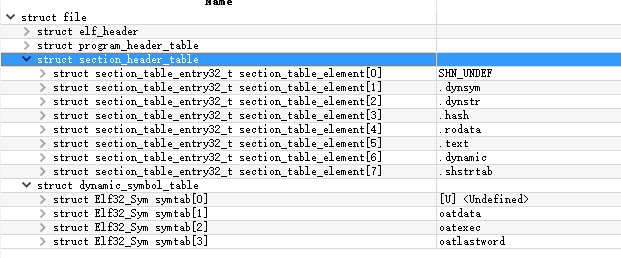 Name
struct file
struct elf_header
struct program_header_table
struct section_header_table
struct section_table_entry32_t section_table_element[0] SHN_UNDEF
struct section_table_entry32_t section_table_element[1] .dynsym
struct section_table_entry32_t section_table_element[2] .dynstr
struct section_table_entry32_t section_table_element[3] .hash
struct section_table_entry32_t section_table_element[4] .rodata
struct section_table_entry32_t section_table_element[5] .text
struct section_table_entry32_t section_table_element[6] .dynamic
struct section_table_entry32_t section_table_element[7] .shstrtab
struct dynamic_symbol_table
struct Elf32_Sym symtab[0] [U] <Undefined>
struct Elf32_Sym symtab[1] oatdata
struct Elf32_Sym symtab[2] oatexec
struct Elf32_Sym symtab[3] oatlastword